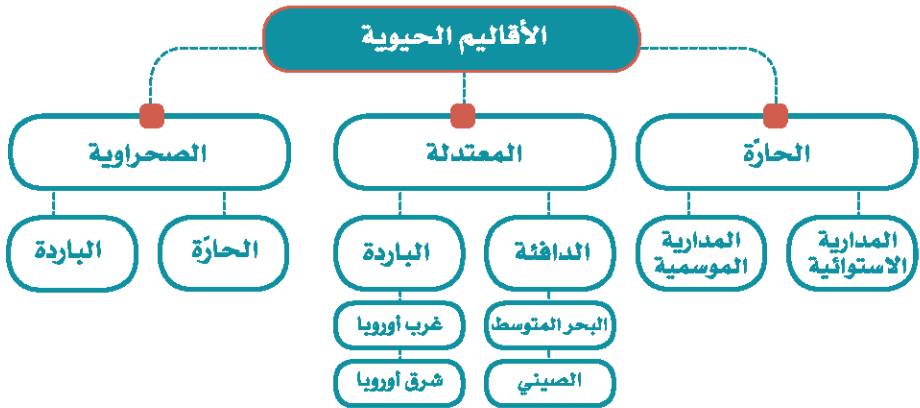 الأقاليم الحيوية
الحارّة
المعتدلة
الصحراوية
المدارية
الاستوائية
المدارية
الموسمية
الدافئة
الباردة
الحارّة
الباردة
البحر المتوسط
غرب أوروبا
الصيني
شرق أوروبا